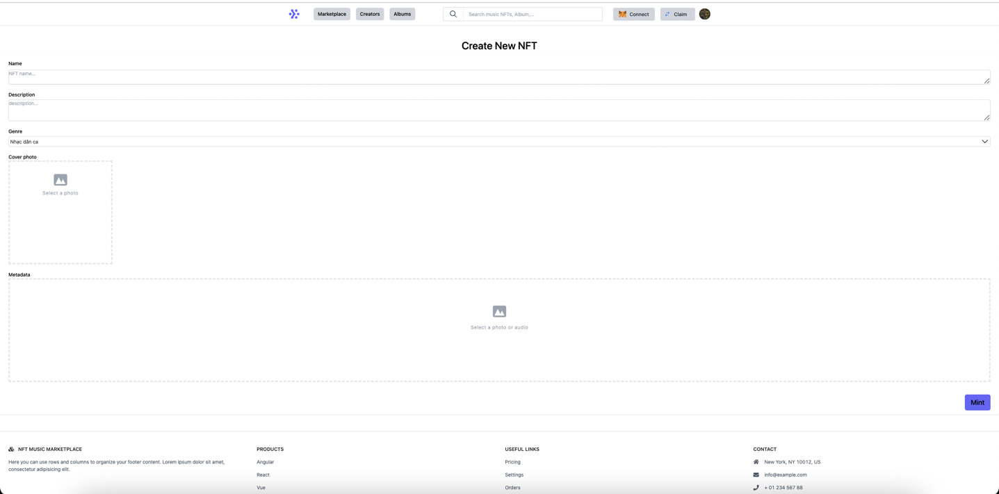 Marketplace Creators Albums Search music NFTs, Album,... Connect Claim
Create New NFT
Name
NFT name...
Description
description...
Genre
Nhạc dân ca
Cover photo
Select a photo
Metadata
Select a photo or audio
Mint
NFT MUSIC MARKETPLACE
Here you can use rows and columns to organize your footer content. Lorem ipsum dolor sit amet,
consectetur adipisicing elit.
PRODUCTS
Angular
React
Vue
USEFUL LINKS
Pricing
Settings
Orders
CONTACT
New York, NY 10012, US
info@example.com
+ 01 234 567 88